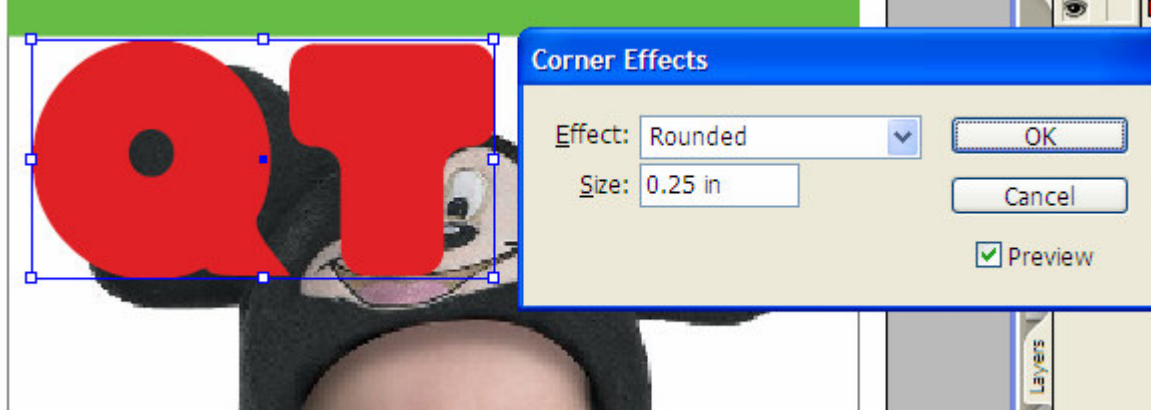 QT
Corner Effects
Effect: Rounded
OK
Size: 0.25 in
Cancel
Preview
Layers